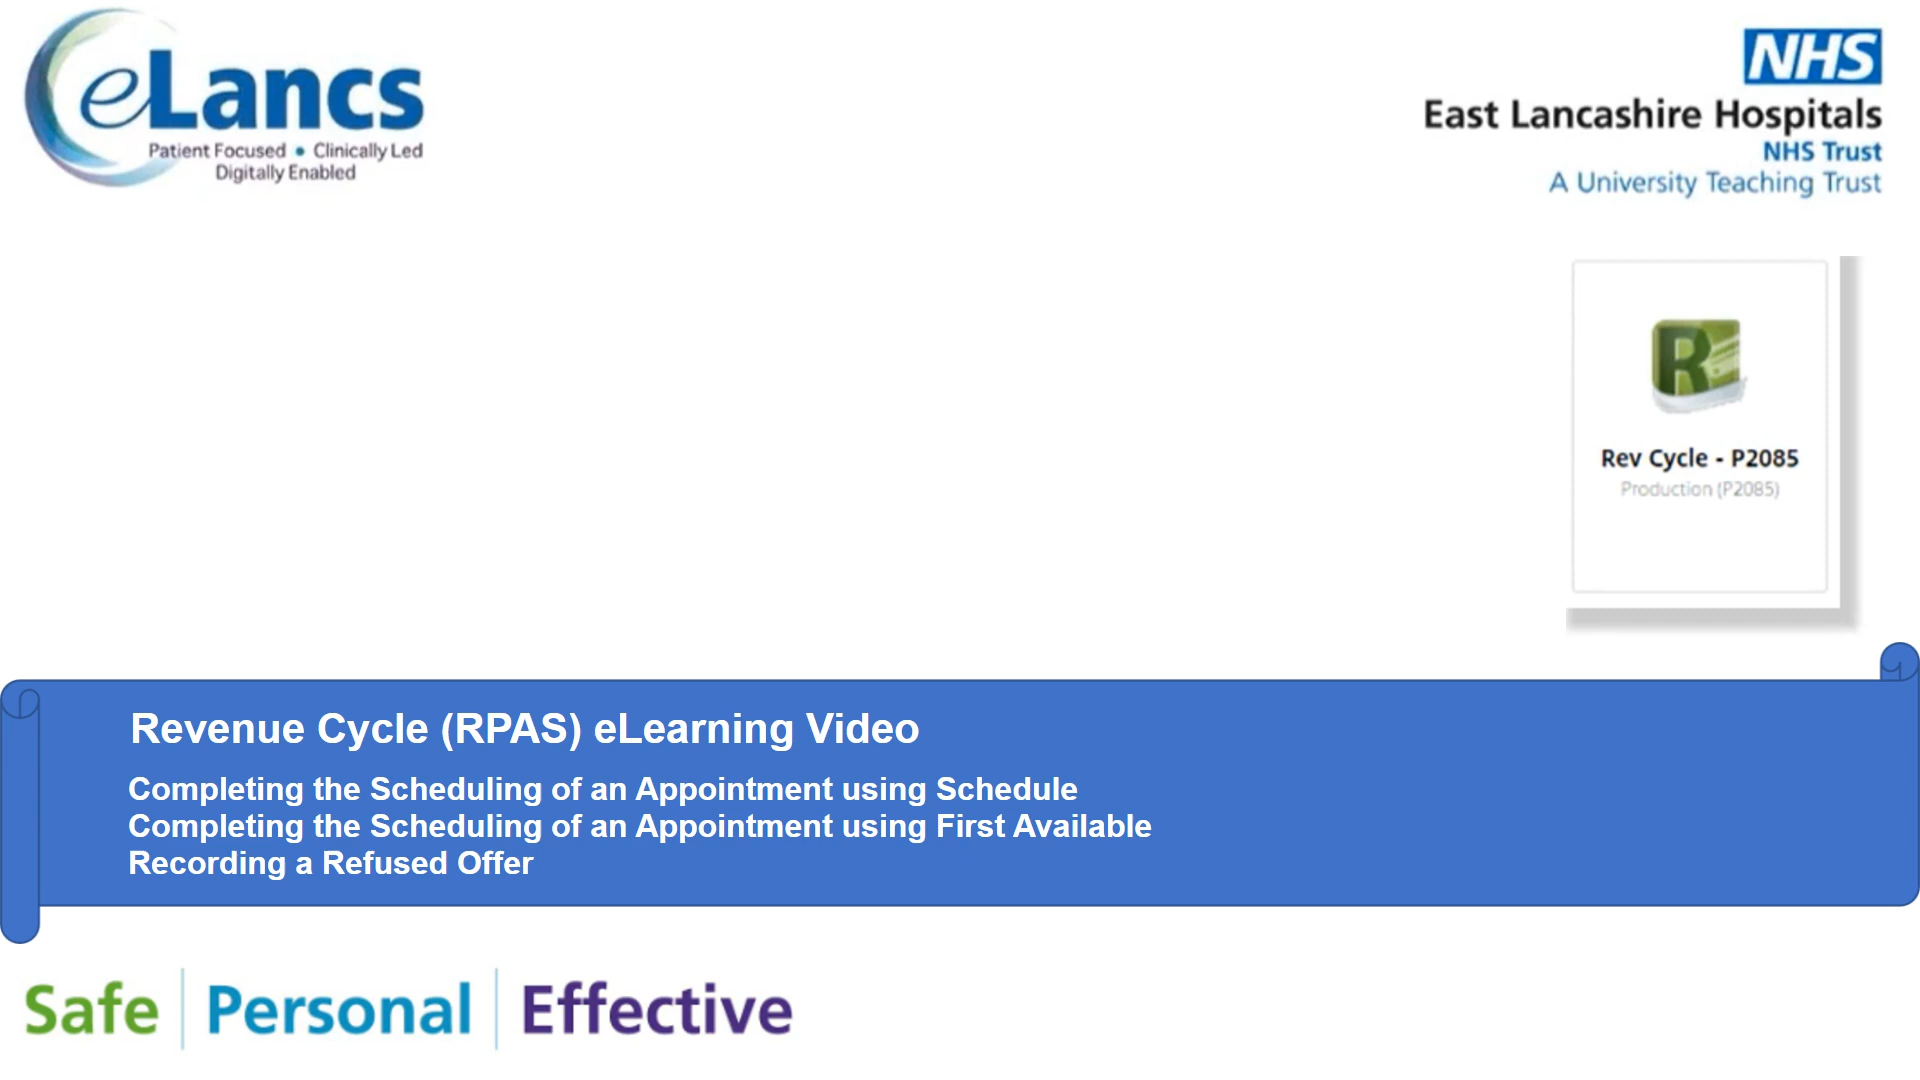 eLancs
Patient Focused • Clinically Led
Digitally Enabled
NHS
East Lancashire Hospitals
NHS Trust
A University Teaching Trust
R
Rev Cycle - P2085
Production (P2085)
Revenue Cycle (RPAS) eLearning Video
Completing the Scheduling of an Appointment using Schedule
Completing the Scheduling of an Appointment using First Available
Recording a Refused Offer
Safe Personal Effective